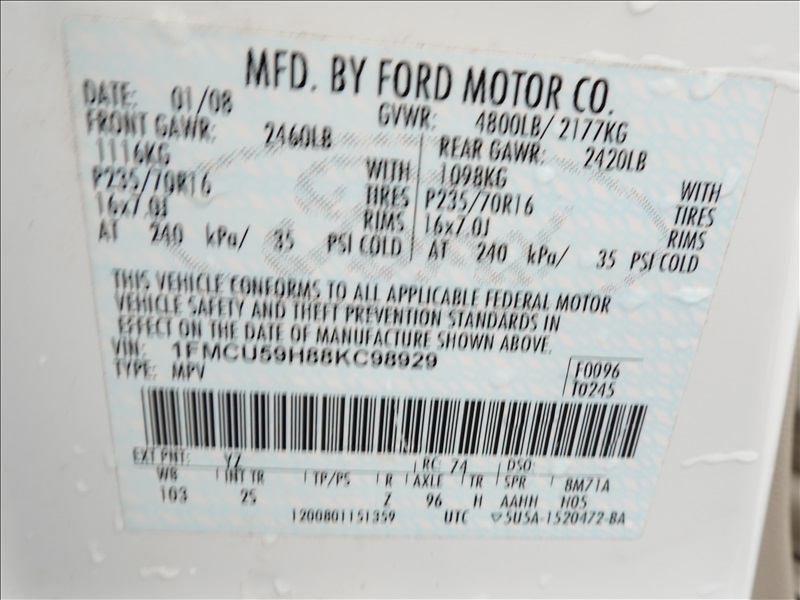 MFD. BY FORD MOTOR CO.
DATE: 01/08 GVWR: 4800LB/ 2177KG
FRONT GAWR: 2460LB REAR GAWR: 2420LB
1116KG WITH 1098KG WITH
P235/70R16 TIRES P235/70R16 TIRES
16x7.0J RIMS 16x7.0J RIMS
AT 240 kPa/ 35 PSI COLD AT 240 kPa/ 35 PSI COLD
THIS VEHICLE CONFORMS TO ALL APPLICABLE FEDERAL MOTOR
VEHICLE SAFETY AND THEFT PREVENTION STANDARDS IN
EFFECT ON THE DATE OF MANUFACTURE SHOWN ABOVE.
VIN: 1FMCU59H88KC98929 F0096
TYPE: MPV T0245
EXT PNT: YZ RC: 74 DSO:
WB INT TR TP/PS R AXLE TR SPR BM71A
103 25 Z 96 H AAHH H05
1200801151359 UTC 5U5A-1520472-BA